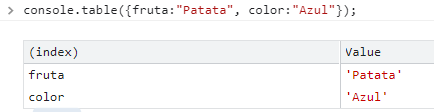 > console.table({fruta:"Patata", color:"Azul"});
(index) Value
fruta 'Patata'
color 'Azul'